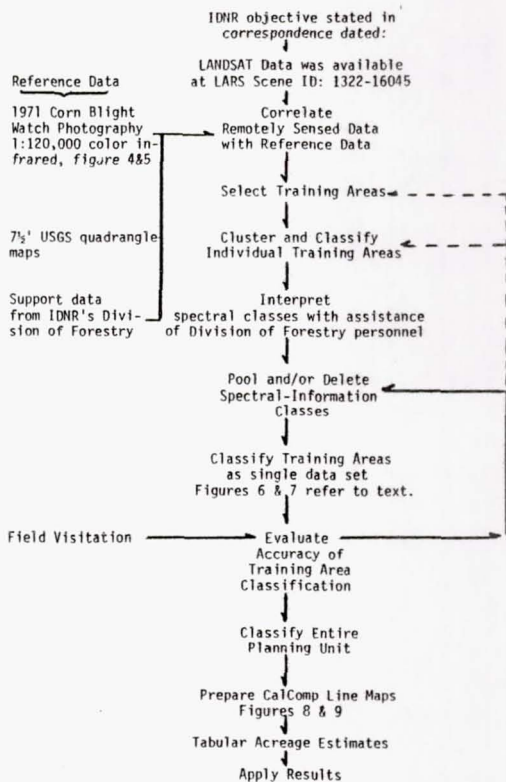 IDNR objective stated in
correspondence dated:
LANDSAT Data was available
at LARS Scene ID: 1322-16045
Reference Data
1971 Corn Blight
Watch Photography
1:120,000 color in-
frared, figure 4&5
Correlate
Remotely Sensed Data
with Reference Data
Select Training Areas
7½' USGS quadrangle
maps
Cluster and Classify
Individual Training Areas
Support data
from IDNR's Divi-
sion of Forestry
Interpret
spectral classes with assistance
of Division of Forestry personnel
Pool and/or Delete
Spectral-Information
Classes
Classify Training Areas
as single data set
Figures 6 & 7 refer to text.
Field Visitation
Evaluate
Accuracy of
Training Area
Classification
Classify Entire
Planning Unit
Prepare CalComp Line Maps
Figures 8 & 9
Tabular Acreage Estimates
Apply Results